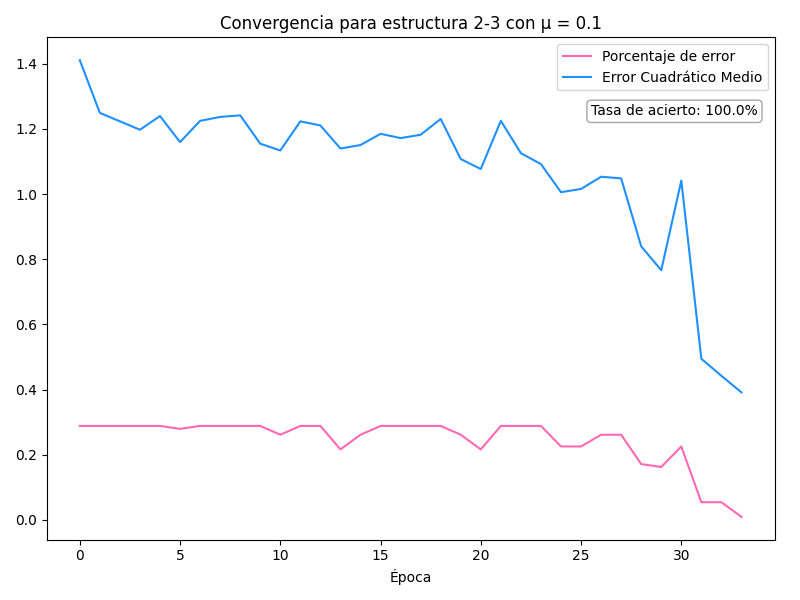 Convergencia para estructura 2-3 con μ = 0.1
Porcentaje de error
Error Cuadrático Medio
Tasa de acierto: 100.0%
1.4
1.2
1.0
0.8
0.6
0.4
0.2
0.0
0 5 10 15 20 25 30
Época